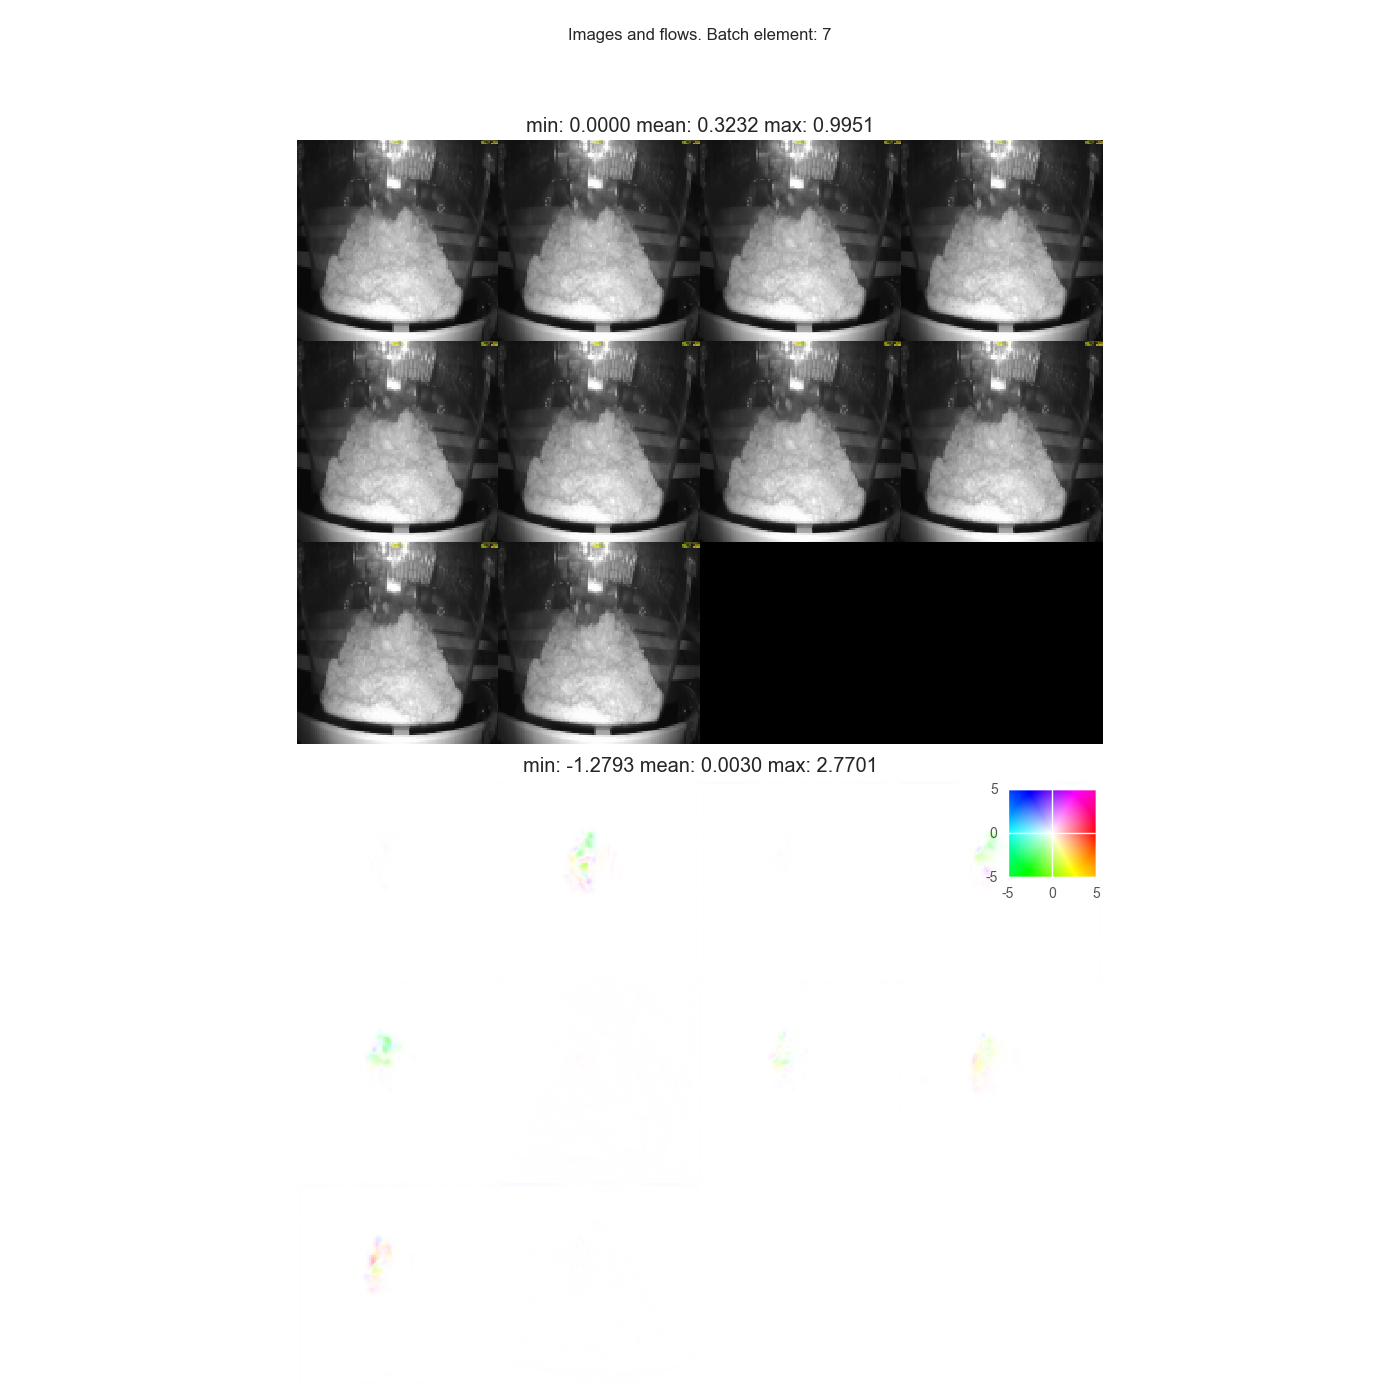 Images and flows. Batch element: 7
min: 0.0000 mean: 0.3232 max: 0.9951
min: -1.2793 mean: 0.0030 max: 2.7701
5
0
-5
-5 0 5